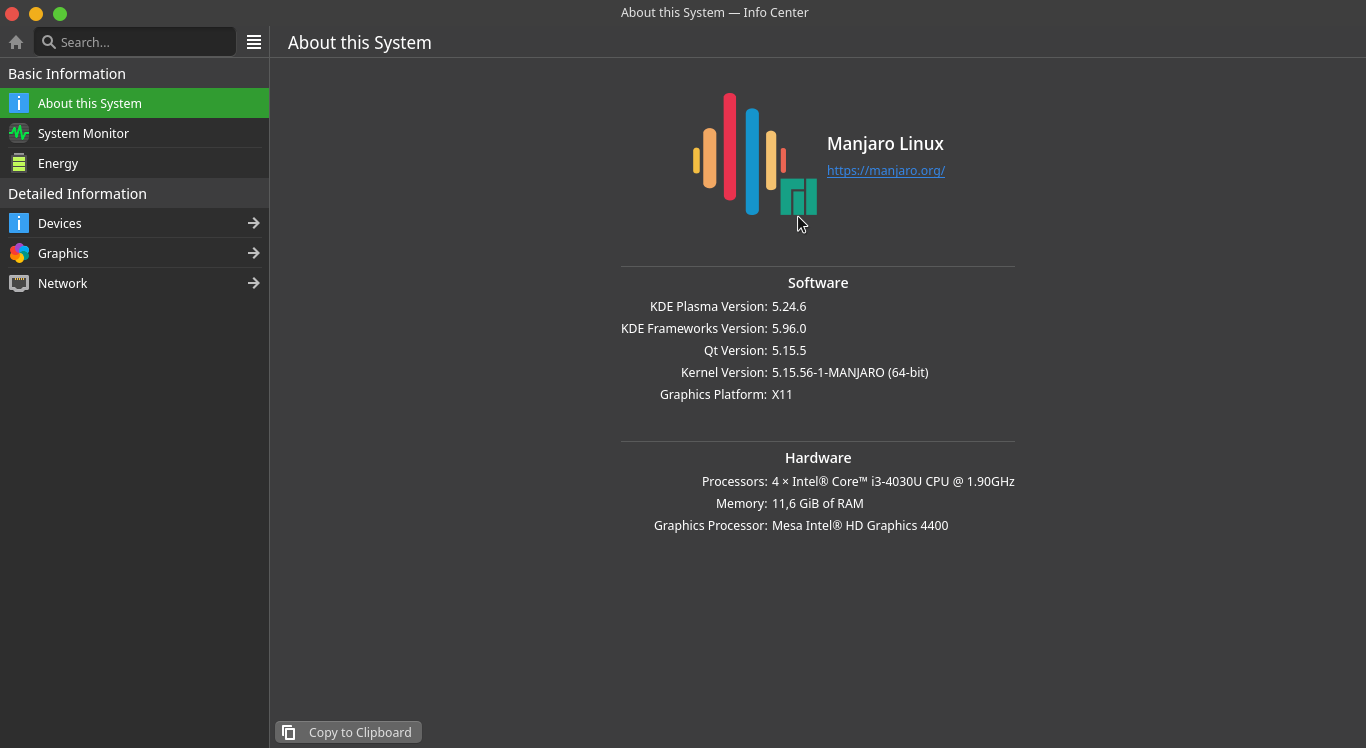 About this System — Info Center
Search...
About this System
Basic Information
About this System
System Monitor
Energy
Detailed Information
Devices
Graphics
Network
Manjaro Linux
https://manjaro.org/
Software
KDE Plasma Version: 5.24.6
KDE Frameworks Version: 5.96.0
Qt Version: 5.15.5
Kernel Version: 5.15.56-1-MANJARO (64-bit)
Graphics Platform: X11
Hardware
Processors: 4 × Intel® Core™ i3-4030U CPU @ 1.90GHz
Memory: 11,6 GiB of RAM
Graphics Processor: Mesa Intel® HD Graphics 4400
Copy to Clipboard